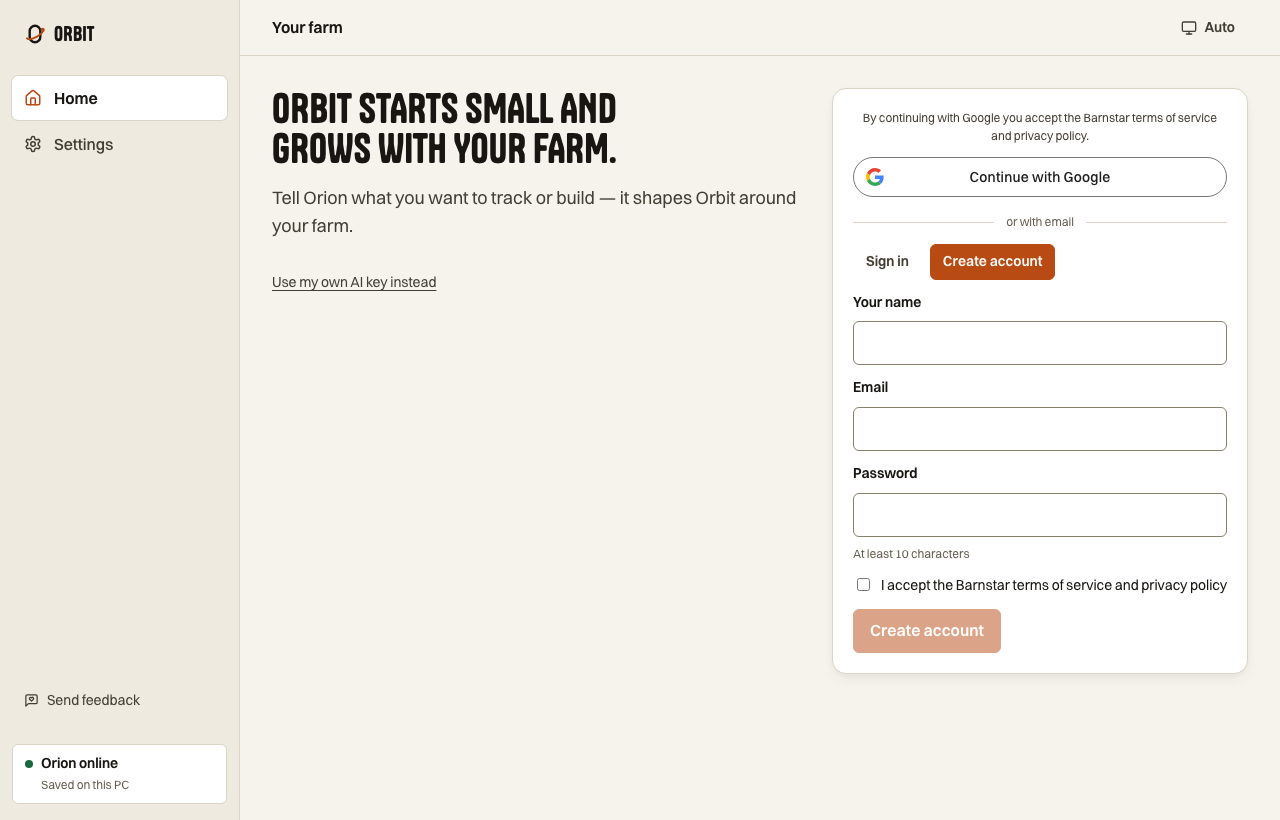 ORBIT
Home
Settings
Send feedback
Orion online
Saved on this PC
Your farm
Auto
ORBIT STARTS SMALL AND
GROWS WITH YOUR FARM.
Tell Orion what you want to track or build — it shapes Orbit around
your farm.
Use my own AI key instead
By continuing with Google you accept the Barnstar terms of service
and privacy policy.
Continue with Google
or with email
Sign in
Create account
Your name
Email
Password
At least 10 characters
I accept the Barnstar terms of service and privacy policy
Create account